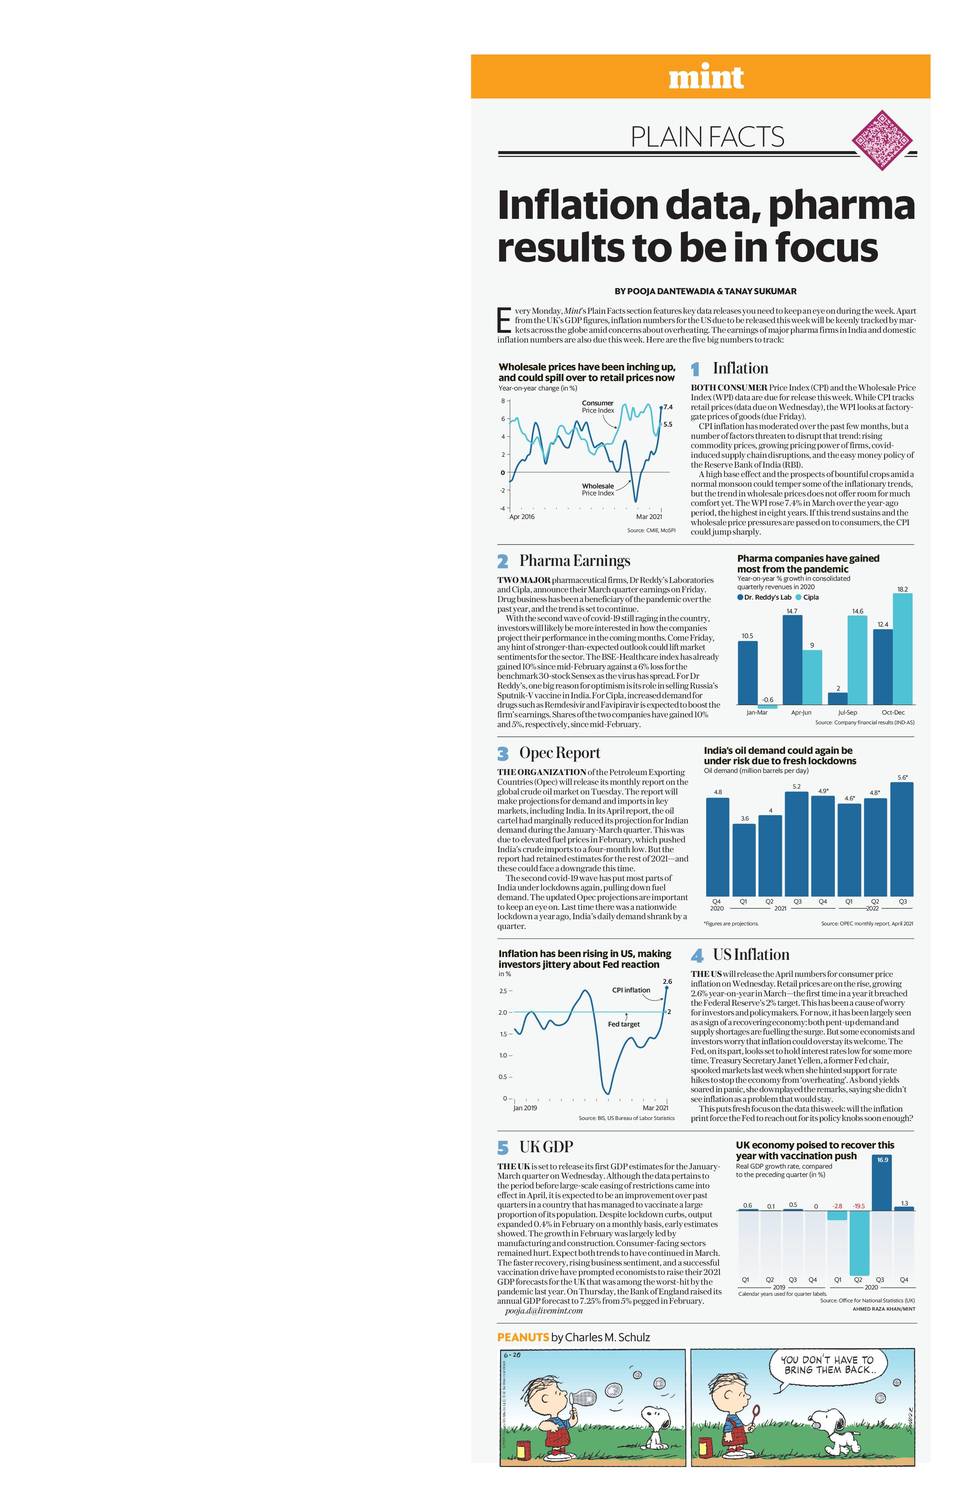 mint
PLAIN FACTS
Inflation data, pharma
results to be in focus
BY POOJA DANTEWADIA & TANAY SUKUMAR
Every Monday, Mint's Plain Facts section features key data releases you need to keep an eye on during the week. Apart
from the UK's GDP figures, inflation numbers for the US due to be released this week will be keenly tracked by mar-
kets across the globe amid concerns about overheating. The earnings of major pharma firms in India and domestic
inflation numbers are also due this week. Here are the five big numbers to track:
Wholesale prices have been inching up,
and could spill over to retail prices now
Year-on-year change (in %)
8
6
4
2
0
-2
-4
Consumer
Price Index
7.4
5.5
Wholesale
Price Index
Apr 2016
Mar 2021
Source: CMIE, MoSPI
1 Inflation
BOTH CONSUMER Price Index (CPI) and the Wholesale Price
Index (WPI) data are due for release this week. While CPI tracks
retail prices (data due on Wednesday), the WPI looks at factory-
gate prices of goods (due Friday).
CPI inflation has moderated over the past few months, but a
number of factors threaten to disrupt that trend: rising
commodity prices, growing pricing power of firms, covid-
induced supply chain disruptions, and the easy money policy of
the Reserve Bank of India (RBI).
A high base effect and the prospects of bountiful crops amid a
normal monsoon could temper some of the inflationary trends,
but the trend in wholesale prices does not offer room for much
comfort yet. The WPI rose 7.4% in March over the year-ago
period, the highest in eight years. If this trend sustains and the
wholesale price pressures are passed on to consumers, the CPI
could jump sharply.
2 Pharma Earnings
TWO MAJOR pharmaceutical firms, Dr Reddy's Laboratories
and Cipla, announce their March quarter earnings on Friday.
Drug business has been a beneficiary of the pandemic over the
past year, and the trend is set to continue.
With the second wave of covid-19 still raging in the country,
investors will likely be more interested in how the companies
project their performance in the coming months. Come Friday,
any hint of stronger-than-expected outlook could lift market
sentiments for the sector. The BSE-Healthcare index has already
gained 10% since mid-February against a 6% loss for the
benchmark 30-stock Sensex as the virus has spread. For Dr
Reddy's, one big reason for optimism is its role in selling Russia's
Sputnik-V vaccine in India. For Cipla, increased demand for
drugs such as Remdesivir and Favipiravir is expected to boost the
firm's earnings. Shares of the two companies have gained 10%
and 5%, respectively, since mid-February.
Pharma companies have gained
most from the pandemic
Year-on-year % growth in consolidated
quarterly revenues in 2020
Dr. Reddy's Lab Cipla
10.5
-0.6
14.7
9
2
14.6
12.4
18.2
Jan-Mar Apr-Jun Jul-Sep Oct-Dec
Source: Company financial results (IND-AS)
3 Opec Report
THE ORGANIZATION of the Petroleum Exporting
Countries (Opec) will release its monthly report on the
global crude oil market on Tuesday. The report will
make projections for demand and imports in key
markets, including India. In its April report, the oil
cartel had marginally reduced its projection for Indian
demand during the January-March quarter. This was
due to elevated fuel prices in February, which pushed
India's crude imports to a four-month low. But the
report had retained estimates for the rest of 2021—and
these could face a downgrade this time.
The second covid-19 wave has put most parts of
India under lockdowns again, pulling down fuel
demand. The updated Opec projections are important
to keep an eye on. Last time there was a nationwide
lockdown a year ago, India's daily demand shrank by a
quarter.
India's oil demand could again be
under risk due to fresh lockdowns
Oil demand (million barrels per day)
4.8 3.6 4 5.2 4.9* 4.6* 4.8* 5.6*
Q4 Q1 Q2 Q3 Q4 Q1 Q2 Q3
2020 2021 2022
*Figures are projections.
Source: OPEC monthly report, April 2021
Inflation has been rising in US, making
investors jittery about Fed reaction
in %
2.5
2.0
1.5
1.0
0.5
0
CPI inflation
2.6
2
Fed target
Jan 2019
Mar 2021
Source: BIS, US Bureau of Labor Statistics
4 US Inflation
THE US will release the April numbers for consumer price
inflation on Wednesday. Retail prices are on the rise, growing
2.6% year-on-year in March—the first time in a year it breached
the Federal Reserve's 2% target. This has been a cause of worry
for investors and policymakers. For now, it has been largely seen
as a sign of a recovering economy: both pent-up demand and
supply shortages are fuelling the surge. But some economists and
investors worry that inflation could overstay its welcome. The
Fed, on its part, looks set to hold interest rates low for some more
time. Treasury Secretary Janet Yellen, a former Fed chair,
spooked markets last week when she hinted support for rate
hikes to stop the economy from 'overheating'. As bond yields
soared in panic, she downplayed the remarks, saying she didn't
see inflation as a problem that would stay.
This puts fresh focus on the data this week: will the inflation
print force the Fed to reach out for its policy knobs soon enough?
5 UK GDP
THE UK is set to release its first GDP estimates for the January-
March quarter on Wednesday. Although the data pertains to
the period before large-scale easing of restrictions came into
effect in April, it is expected to be an improvement over past
quarters in a country that has managed to vaccinate a large
proportion of its population. Despite lockdown curbs, output
expanded 0.4% in February on a monthly basis, early estimates
showed. The growth in February was largely led by
manufacturing and construction. Consumer-facing sectors
remained hurt. Expect both trends to have continued in March.
The faster recovery, rising business sentiment, and a successful
vaccination drive have prompted economists to raise their 2021
GDP forecasts for the UK that was among the worst-hit by the
pandemic last year. On Thursday, the Bank of England raised its
annual GDP forecast to 7.25% from 5% pegged in February.
pooja.d@livemint.com
UK economy poised to recover this
year with vaccination push
Real GDP growth rate, compared
to the preceding quarter (in %)
0.6 0.1 0.5 0 -2.8 -19.5 16.9 1.3
Q1 Q2 Q3 Q4 Q1 Q2 Q3 Q4
2019 2020
Calendar years used for quarter labels.
Source: Office for National Statistics (UK)
AHMED RAZA KHAN/MINT
PEANUTS by Charles M. Schulz
6-26
YOU DON'T HAVE TO
BRING THEM BACK..